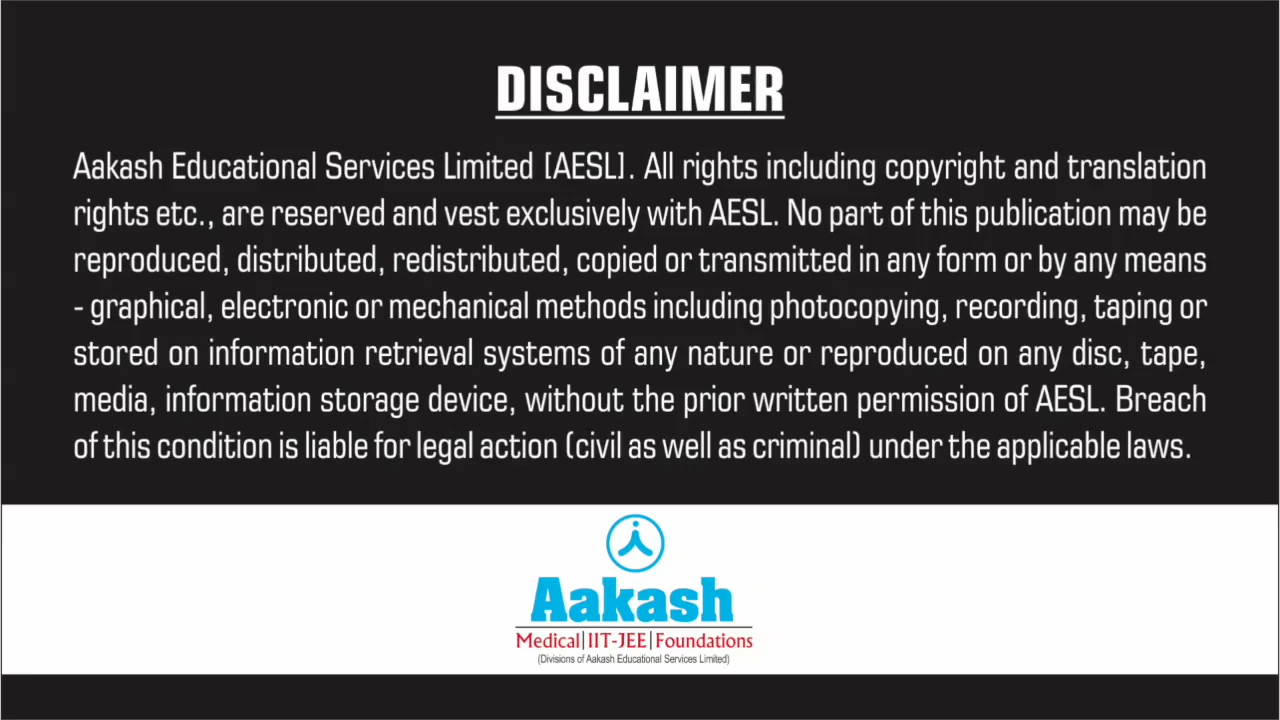 DISCLAIMER
Aakash Educational Services Limited [AESL]. All rights including copyright and translation
rights etc., are reserved and vest exclusively with AESL. No part of this publication may be
reproduced, distributed, redistributed, copied or transmitted in any form or by any means
- graphical, electronic or mechanical methods including photocopying, recording, taping or
stored on information retrieval systems of any nature or reproduced on any disc, tape,
media, information storage device, without the prior written permission of AESL. Breach
of this condition is liable for legal action (civil as well as criminal) under the applicable laws.
Aakash
Medical|IIT-JEE|Foundations
(Divisions of Aakash Educational Services Limited)